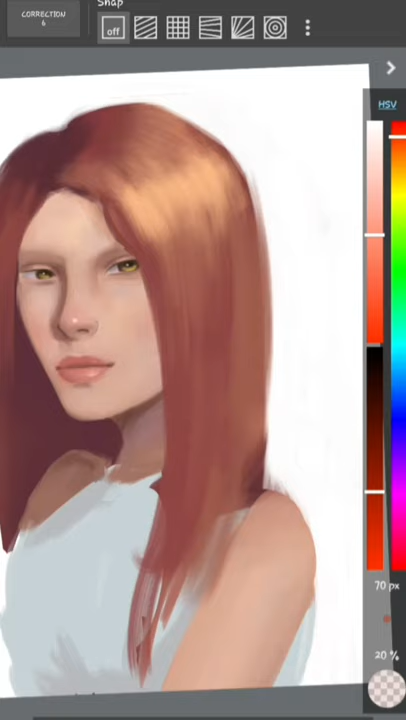 Snap
CORRECTION
6
off
HSV
70 px
20 %